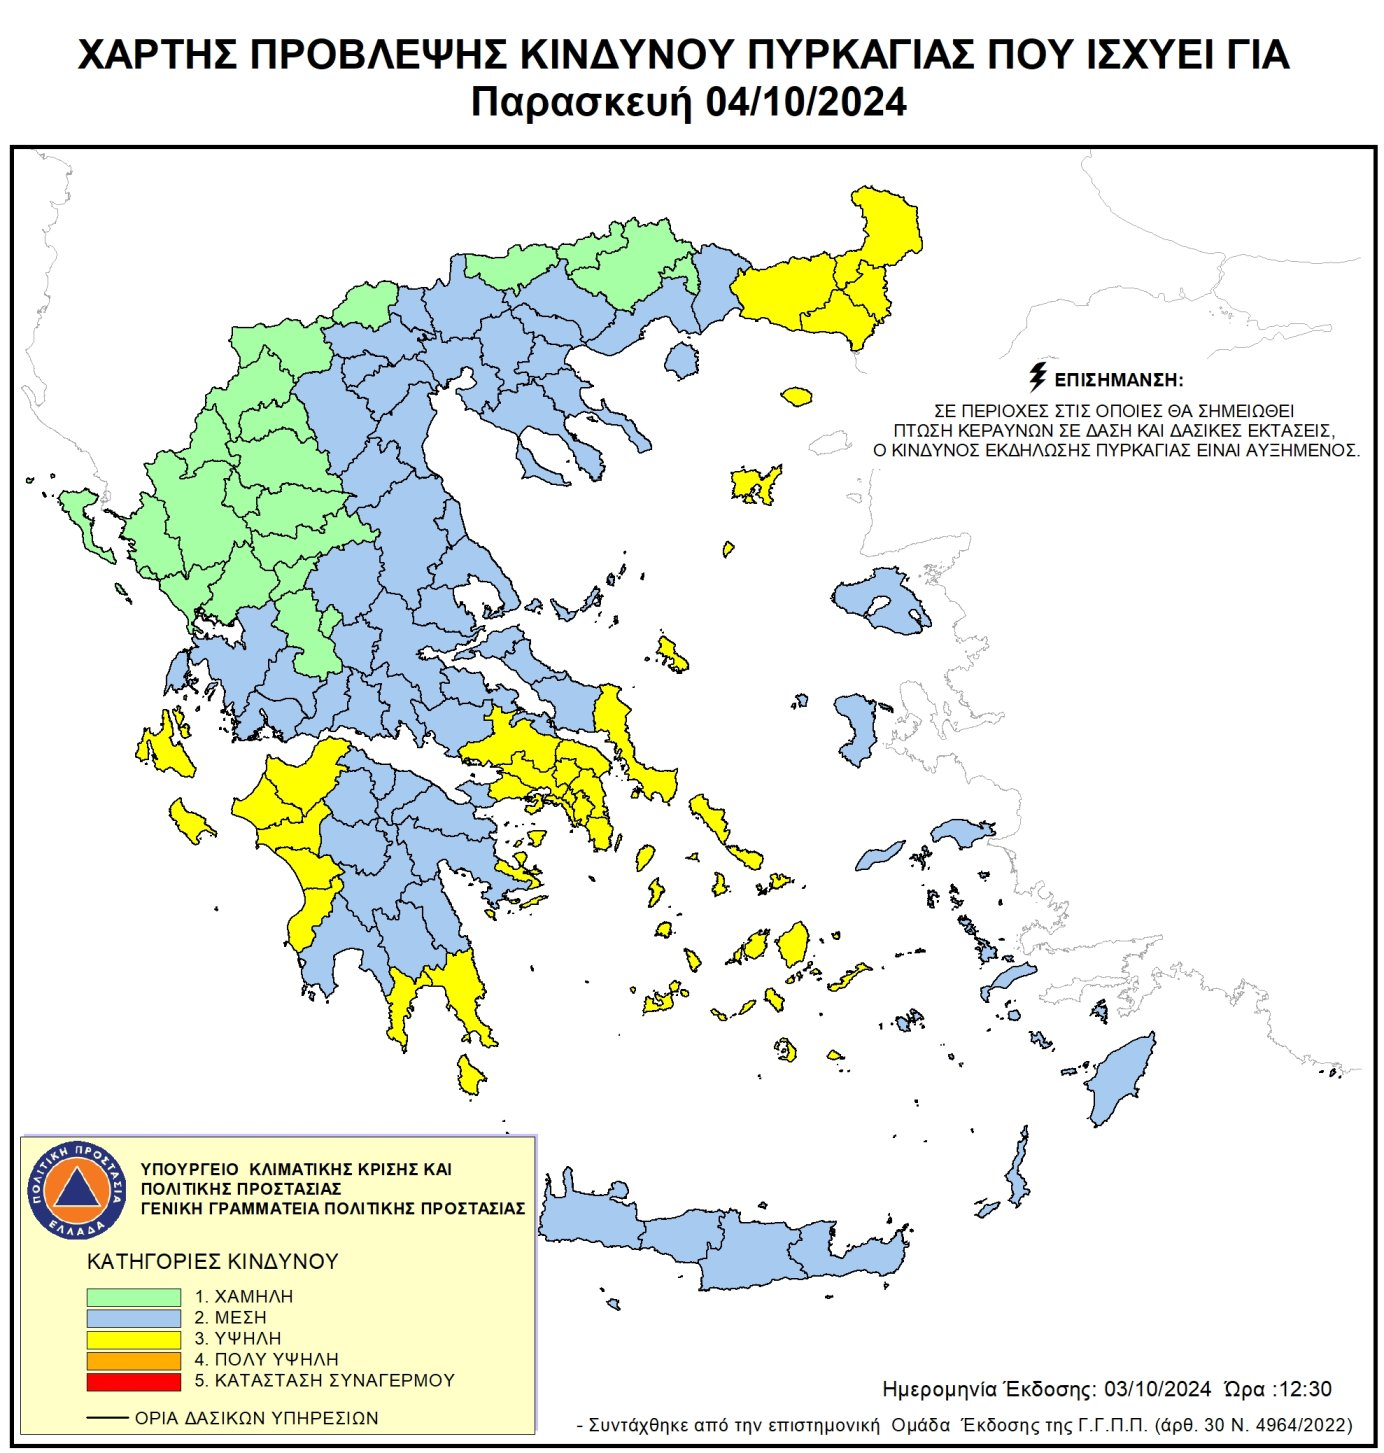 ΧΑΡΤΗΣ ΠΡΟΒΛΕΨΗΣ ΚΙΝΔΥΝΟΥ ΠΥΡΚΑΓΙΑΣ ΠΟΥ ΙΣΧΥΕΙ ΓΙΑ
Παρασκευή 04/10/2024
ΕΠΙΣΗΜΑΝΣΗ:
ΣΕ ΠΕΡΙΟΧΕΣ ΣΤΙΣ ΟΠΟΙΕΣ ΘΑ ΣΗΜΕΙΩΘΕΙ
ΠΤΩΣΗ ΚΕΡΑΥΝΩΝ ΣΕ ΔΑΣΗ ΚΑΙ ΔΑΣΙΚΕΣ ΕΚΤΑΣΕΙΣ,
Ο ΚΙΝΔΥΝΟΣ ΕΚΔΗΛΩΣΗΣ ΠΥΡΚΑΓΙΑΣ ΕΙΝΑΙ ΑΥΞΗΜΕΝΟΣ.
ΠΟΛΙΤΙΚΗ ΠΡΟΣΤΑΣΙΑ
ΕΛΛΑΔΑ
ΥΠΟΥΡΓΕΙΟ ΚΛΙΜΑΤΙΚΗΣ ΚΡΙΣΗΣ ΚΑΙ
ΠΟΛΙΤΙΚΗΣ ΠΡΟΣΤΑΣΙΑΣ
ΓΕΝΙΚΗ ΓΡΑΜΜΑΤΕΙΑ ΠΟΛΙΤΙΚΗΣ ΠΡΟΣΤΑΣΙΑΣ
ΚΑΤΗΓΟΡΙΕΣ ΚΙΝΔΥΝΟΥ
1. ΧΑΜΗΛΗ
2. ΜΕΣΗ
3. ΥΨΗΛΗ
4. ΠΟΛΥ ΥΨΗΛΗ
5. ΚΑΤΑΣΤΑΣΗ ΣΥΝΑΓΕΡΜΟΥ
ΟΡΙΑ ΔΑΣΙΚΩΝ ΥΠΗΡΕΣΙΩΝ
Ημερομηνία Έκδοσης: 03/10/2024 Ώρα :12:30
- Συντάχθηκε από την επιστημονική Ομάδα Έκδοσης της Γ.Γ.Π.Π. (άρθ. 30 Ν. 4964/2022)